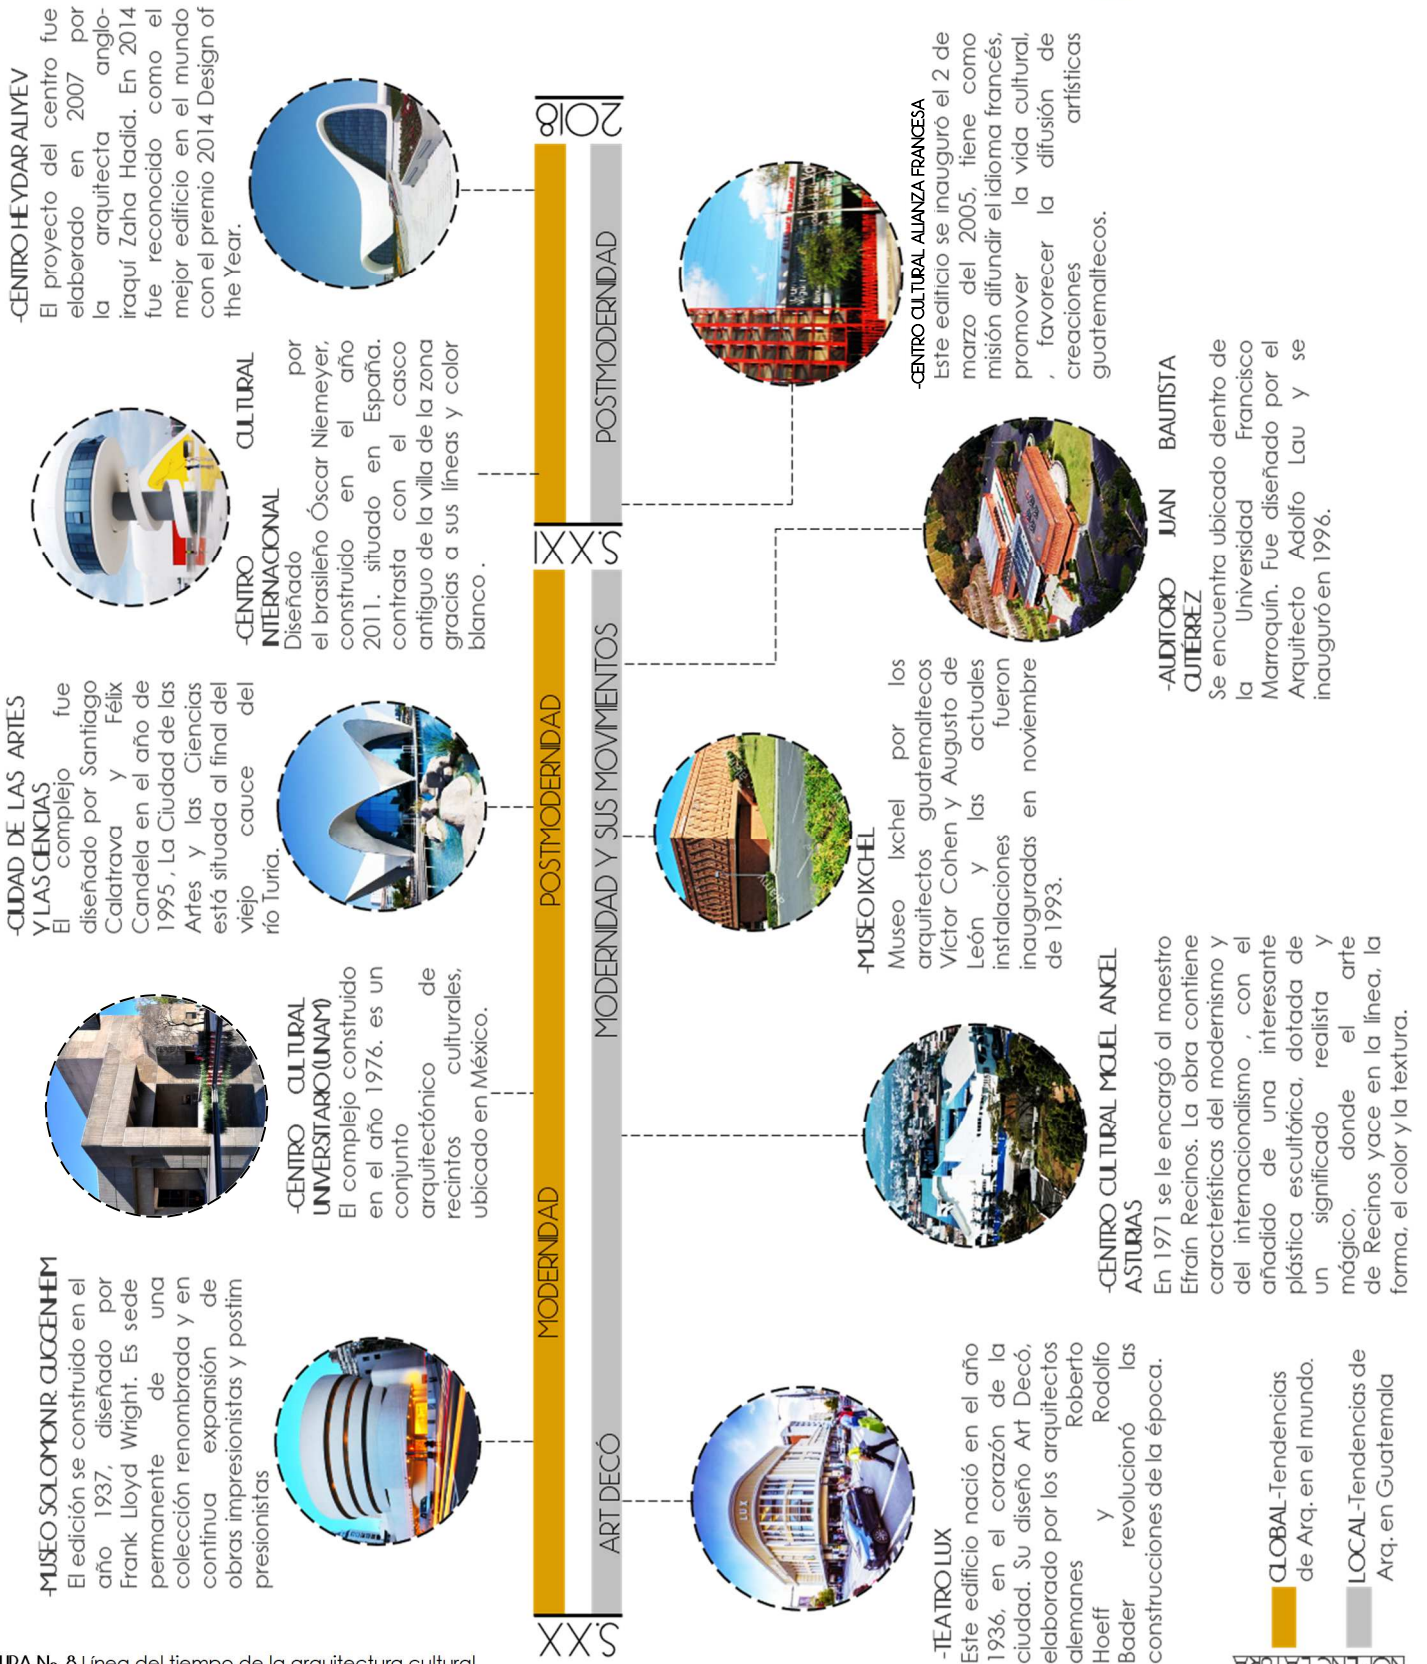 -MUSEO SOLOMON R. GUGGENHEIM
El edición se construido en el
año 1937, diseñado por
Frank Lloyd Wright. Es sede
permanente de una
colección renombrada y en
continua expansión de
obras impresionistas y postim
presionistas
-CENTRO CULTURAL
UNIVERSITARIO (UNAM)
El complejo construido
en el año 1976. es un
conjunto
arquitectónico de
recintos culturales,
ubicado en México.
-CIUDAD DE LAS ARTES
Y LAS CIENCIAS
El complejo fue
diseñado por Santiago
Calatrava y Félix
Candela en el año de
1995 , La Ciudad de las
Artes y las Ciencias
está situada al final del
viejo cauce del
río Turia.
-CENTRO CULTURAL
INTERNACIONAL
Diseñado por
el brasileño Óscar Niemeyer,
construido en el año
2011. situado en España.
contrasta con el casco
antiguo de la villa de la zona
gracias a sus líneas y color
blanco .
-CENTRO HEYDAR ALIYEV
El proyecto del centro fue
elaborado en 2007 por
la arquitecta anglo-
iraquí Zaha Hadid. En 2014
fue reconocido como el
mejor edificio en el mundo
con el premio 2014 Design of
the Year.
S.XX
MODERNIDAD
POSTMODERNIDAD
S.XXI
2018
ART DECÓ
MODERNIDAD Y SUS MOVIMIENTOS
POSTMODERNIDAD
LUX
-TEATRO LUX
Este edificio nació en el año
1936, en el corazón de la
ciudad. Su diseño Art Decó,
elaborado por los arquitectos
alemanes Roberto
Hoeff y Rodolfo
Bader revolucionó las
construcciones de la época.
-CENTRO CULTURAL MIGUEL ANGEL
ASTURIAS
En 1971 se le encargó al maestro
Efraín Recinos. La obra contiene
características del modernismo y
del internacionalismo , con el
añadido de una interesante
plástica escultórica, dotada de
un significado realista y
mágico, donde el arte
de Recinos yace en la línea, la
forma, el color y la textura.
-MUSEO IXCHEL
Museo Ixchel por los
arquitectos guatemaltecos
Víctor Cohen y Augusto de
León y las actuales
instalaciones fueron
inauguradas en noviembre
de 1993.
-AUDITORIO JUAN BAUTISTA
GUTIÉRREZ
Se encuentra ubicado dentro de
la Universidad Francisco
Marroquín. Fue diseñado por el
Arquitecto Adolfo Lau y se
inauguró en 1996.
-CENTRO CULTURAL ALIANZA FRANCESA
Este edificio se inauguró el 2 de
marzo del 2005, tiene como
misión difundir el idioma francés,
promover la vida cultural,
, favorecer la difusión de
creaciones artísticas
guatemaltecos.
GLOBAL-Tendencias
de Arq. en el mundo.
LOCAL-Tendencias de
Arq. en Guatemala
No. 8 Línea del tiempo de la arquitectura cultural